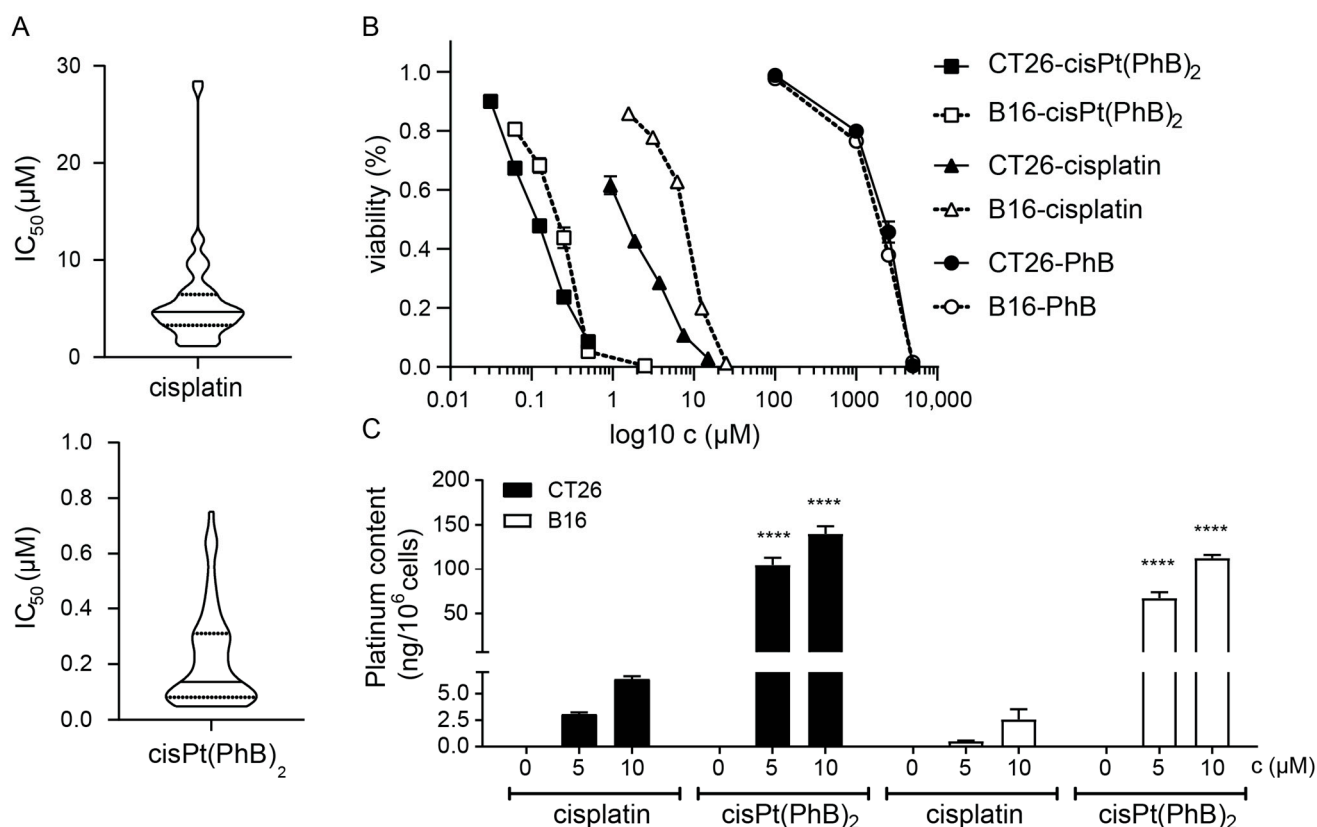 A
IC50 (µM)
30
20
10
0
cisplatin
IC50 (µM)
1.0
0.8
0.6
0.4
0.2
0.0
cisPt(PhB)2
B
viability (%)
1.0
0.8
0.6
0.4
0.2
0.0
0.01 0.1 1 10 100 1000 10,000
log10 c (µM)
CT26-cisPt(PhB)2
B16-cisPt(PhB)2
CT26-cisplatin
B16-cisplatin
CT26-PhB
B16-PhB
C
Platinum content
(ng/10^6 cells)
200
150
100
50
5.0
2.5
0.0
CT26
B16
**** **** **** ****
0 5 10 0 5 10 0 5 10 0 5 10 c (µM)
cisplatin cisPt(PhB)2 cisplatin cisPt(PhB)2